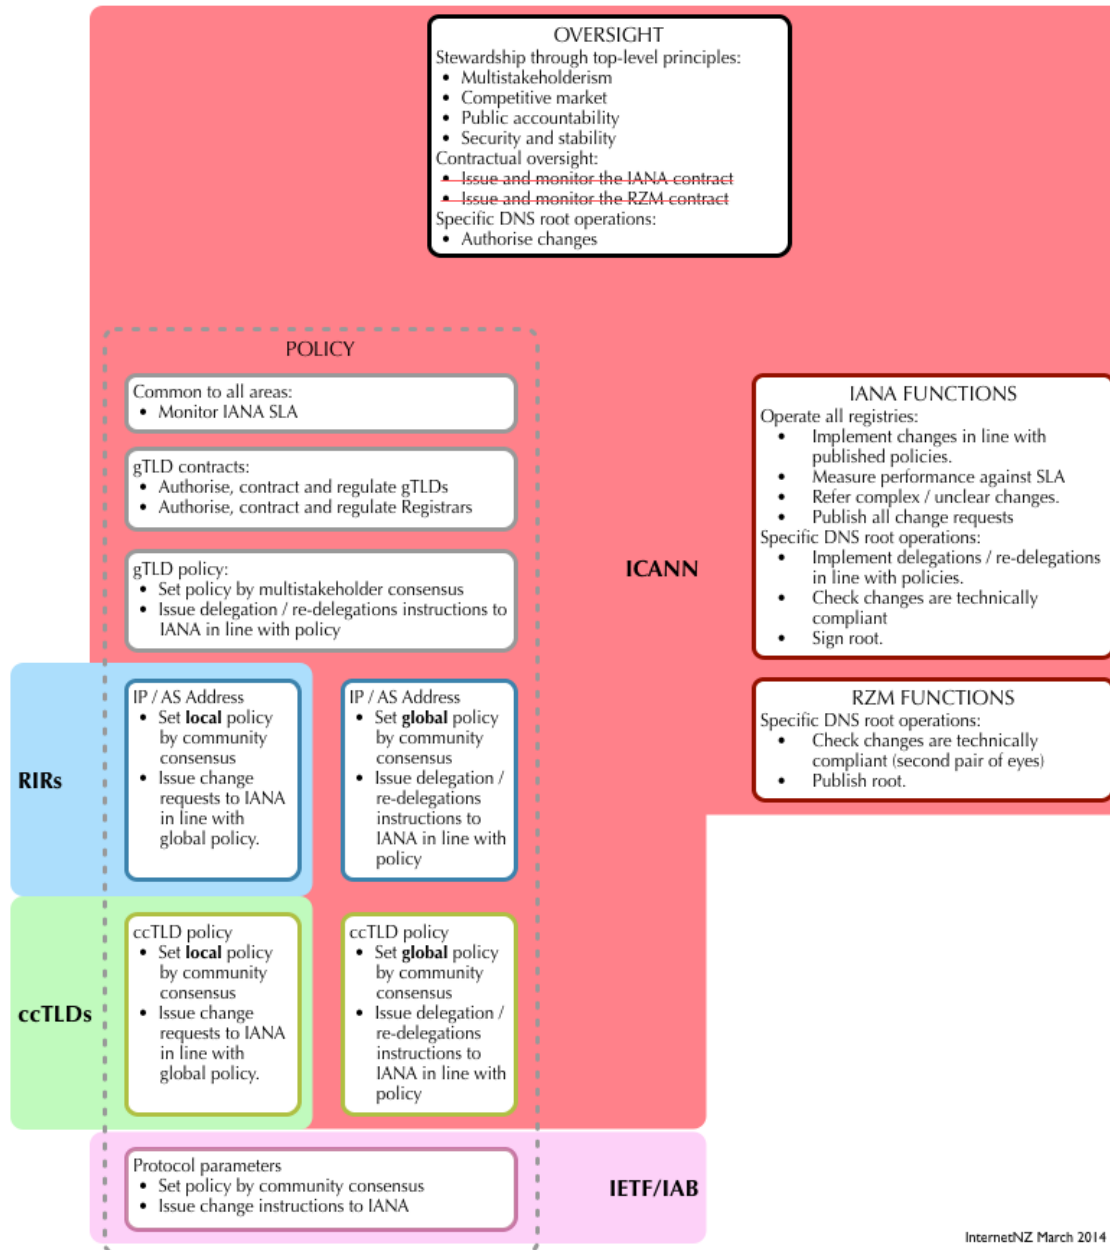 OVERSIGHT
Stewardship through top-level principles:
• Multistakeholderism
• Competitive market
• Public accountability
• Security and stability
Contractual oversight:
• Issue and monitor the IANA contract
• Issue and monitor the RZM contract
Specific DNS root operations:
• Authorise changes
POLICY
Common to all areas:
• Monitor IANA SLA
gTLD contracts:
• Authorise, contract and regulate gTLDs
• Authorise, contract and regulate Registrars
gTLD policy:
• Set policy by multistakeholder consensus
• Issue delegation / re-delegations instructions to
IANA in line with policy
ICANN
IANA FUNCTIONS
Operate all registries:
• Implement changes in line with
published policies.
• Measure performance against SLA
• Refer complex / unclear changes.
• Publish all change requests
Specific DNS root operations:
• Implement delegations / re-delegations
in line with policies.
• Check changes are technically
compliant
• Sign root.
RZM FUNCTIONS
Specific DNS root operations:
• Check changes are technically
compliant (second pair of eyes)
• Publish root.
RIRs
IP / AS Address
• Set local policy
by community
consensus
• Issue change
requests to IANA
in line with
global policy.
IP / AS Address
• Set global policy
by community
consensus
• Issue delegation /
re-delegations
instructions to
IANA in line with
policy
ccTLDs
ccTLD policy
• Set local policy
by community
consensus
• Issue change
requests to IANA
in line with
global policy.
ccTLD policy
• Set global policy
by community
consensus
• Issue delegation /
re-delegations
instructions to
IANA in line with
policy
Protocol parameters
• Set policy by community consensus
• Issue change instructions to IANA
IETF/IAB
InternetNZ March 2014